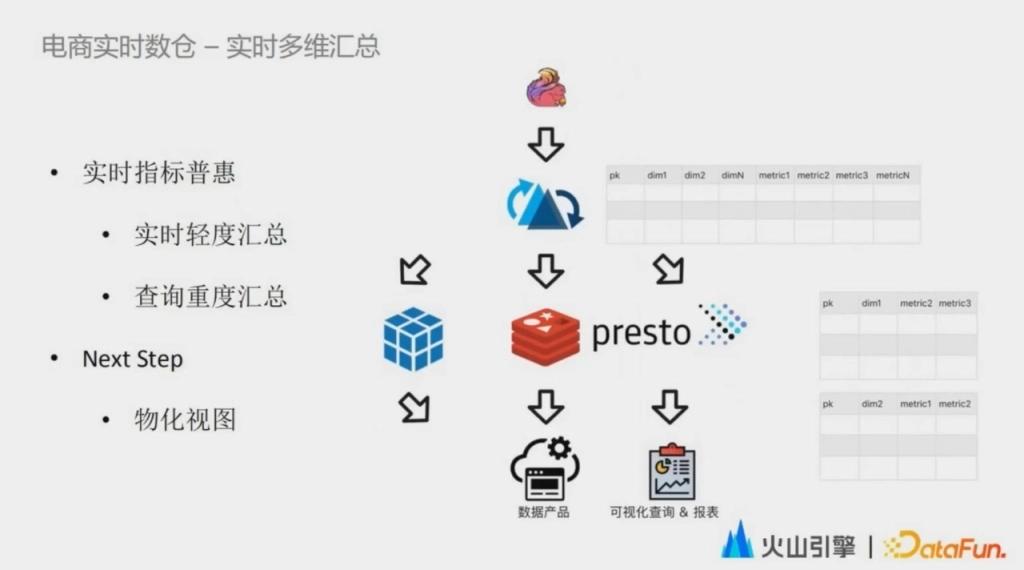 电商实时数仓 – 实时多维汇总
• 实时指标普惠
• 实时轻度汇总
• 查询重度汇总
• Next Step
• 物化视图
pk dim1 dim2 dimN metric1 metric2 metric3 metricN
presto
pk dim1 metric2 metric3
pk dim2 metric1 metric2
数据产品
可视化查询 & 报表
火山引擎 | DataFun.